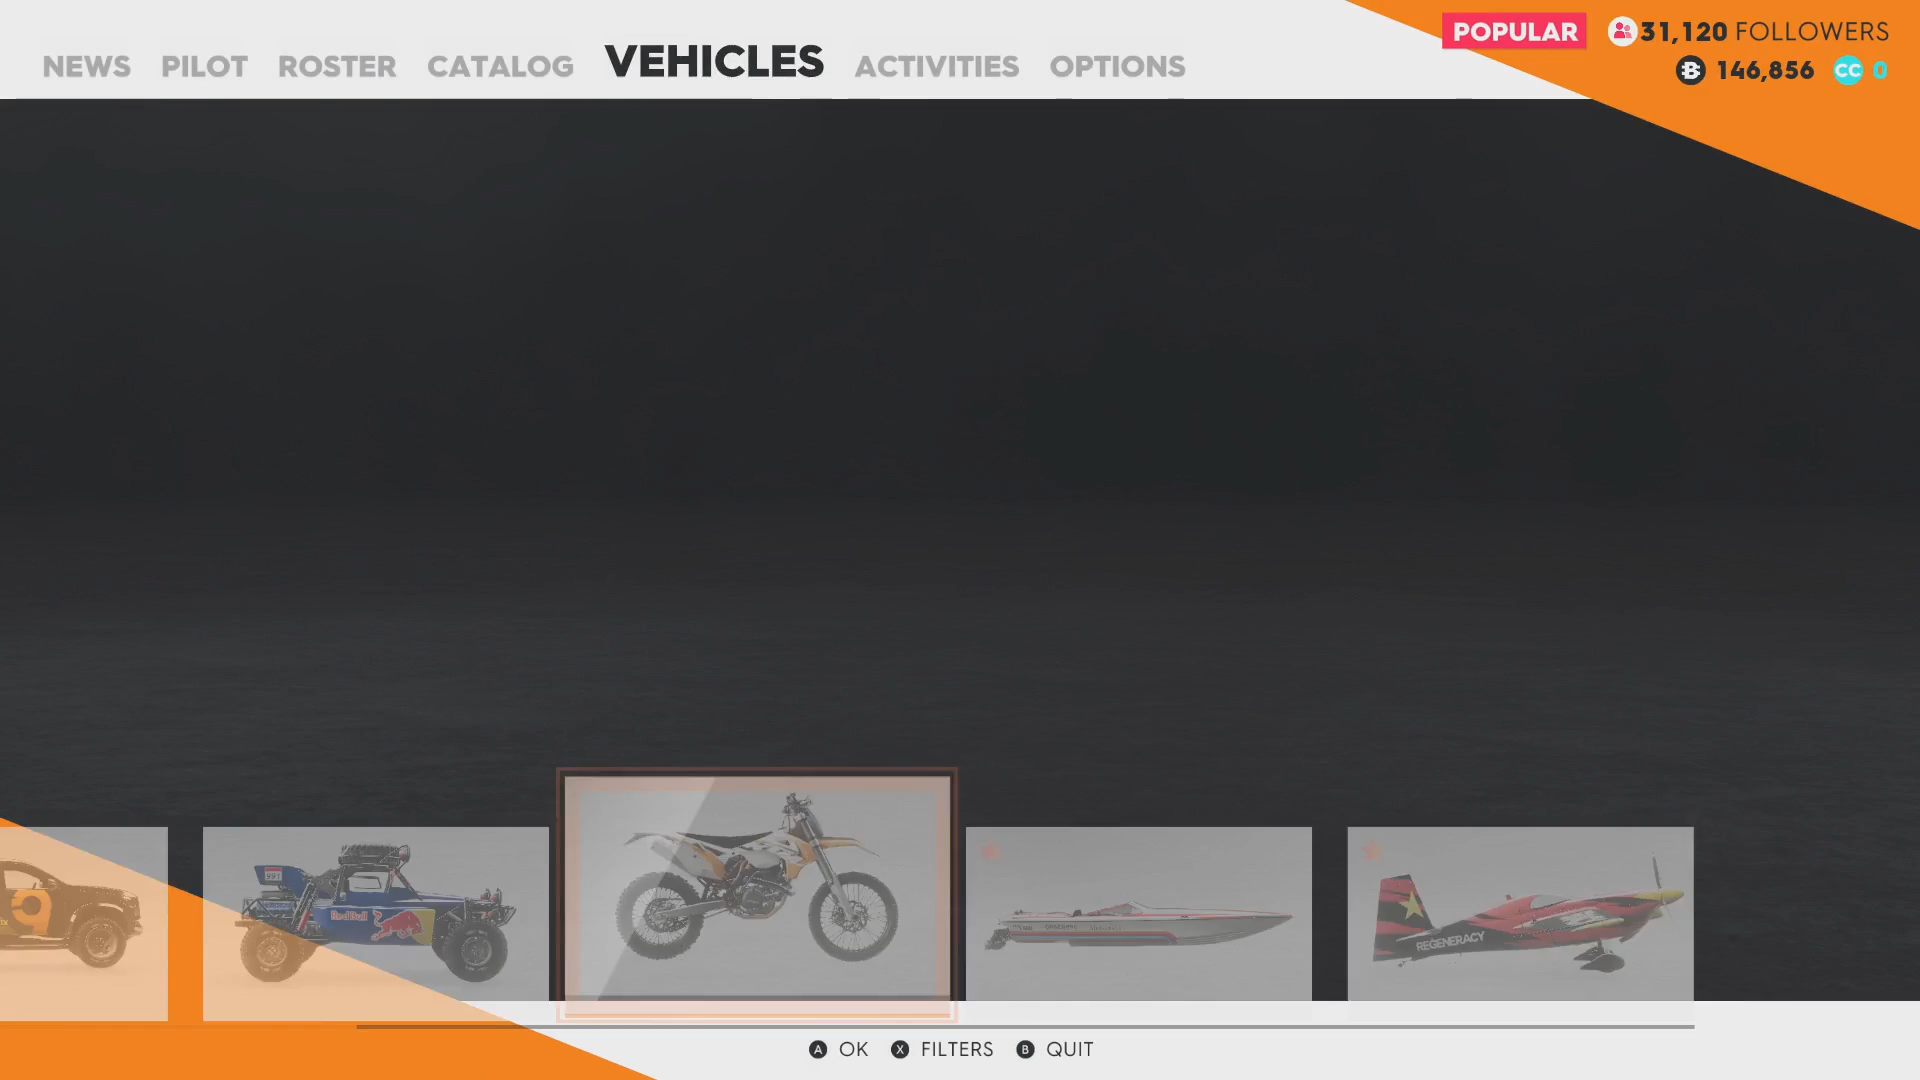 NEWS PILOT ROSTER CATALOG VEHICLES ACTIVITIES OPTIONS
POPULAR 31,120 FOLLOWERS
146,856 CC 0
991
Red Bull
REGENERACY
A OK X FILTERS B QUIT